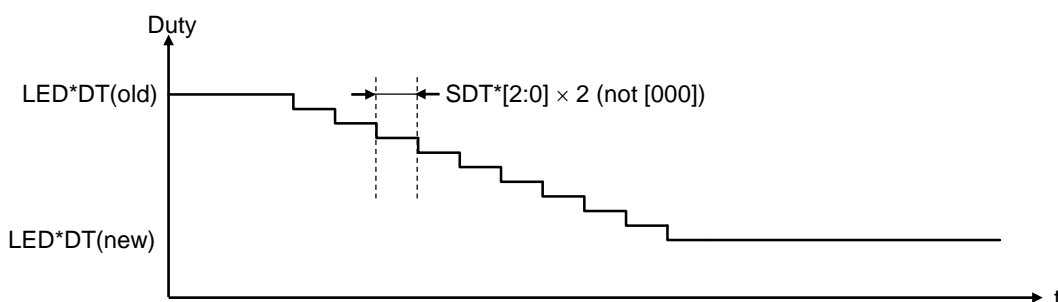 Duty
LED*DT(old)
SDT*[2:0] × 2 (not [000])
LED*DT(new)
t